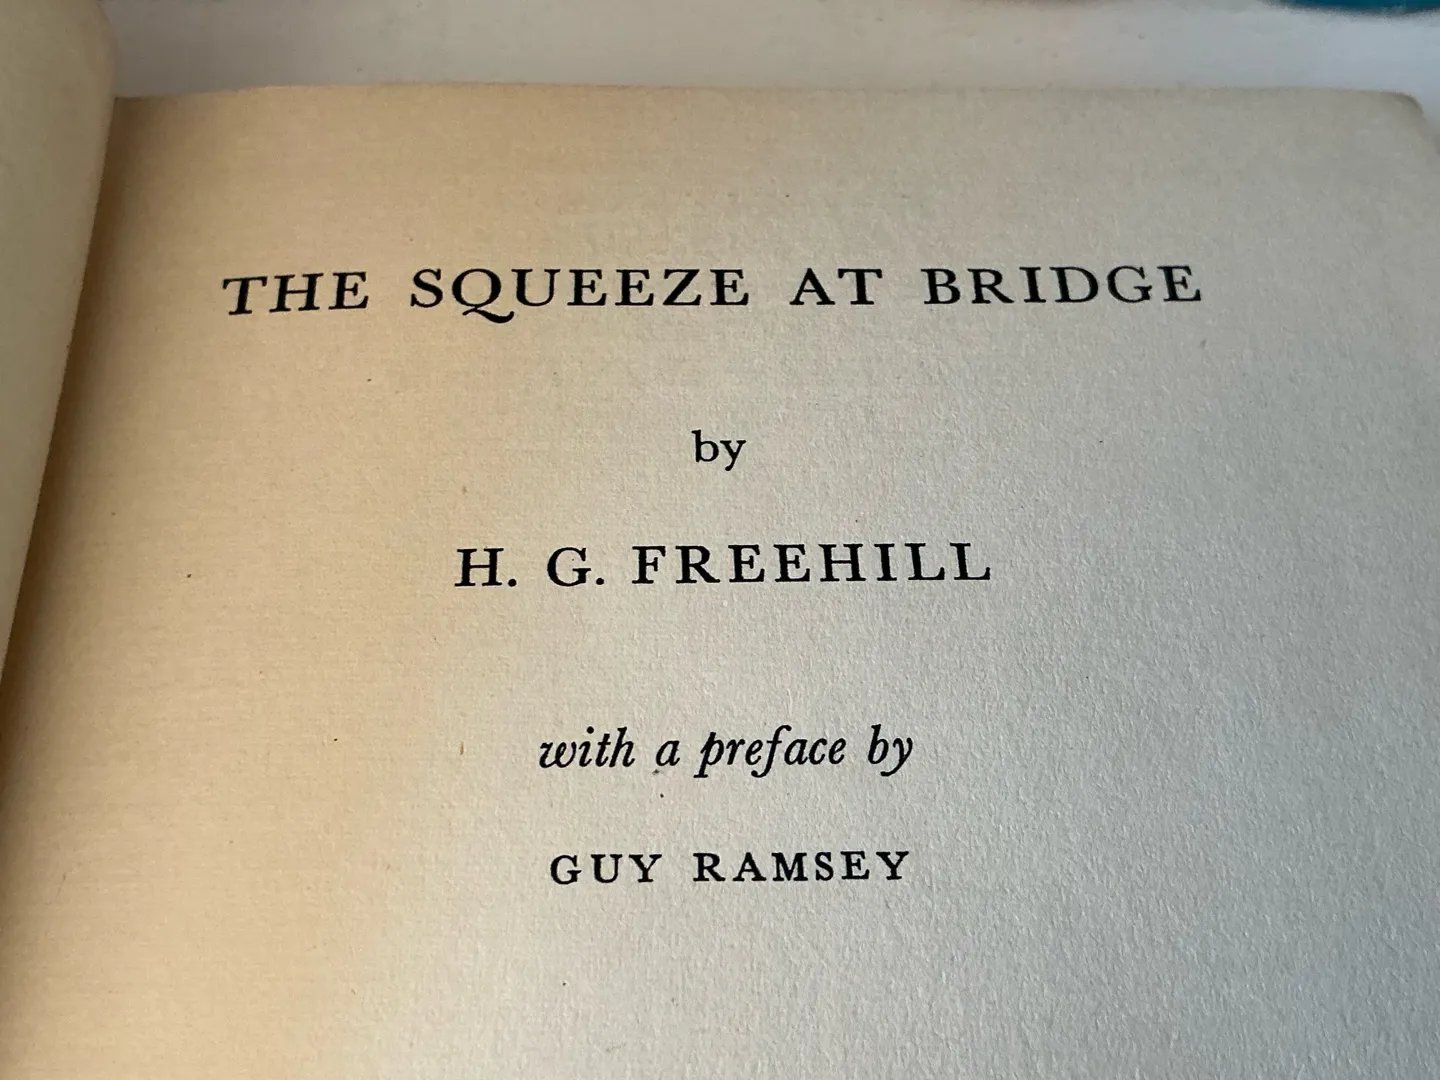 THE SQUEEZE AT BRIDGE
by
H. G. FREEHILL
with a preface by
GUY RAMSEY